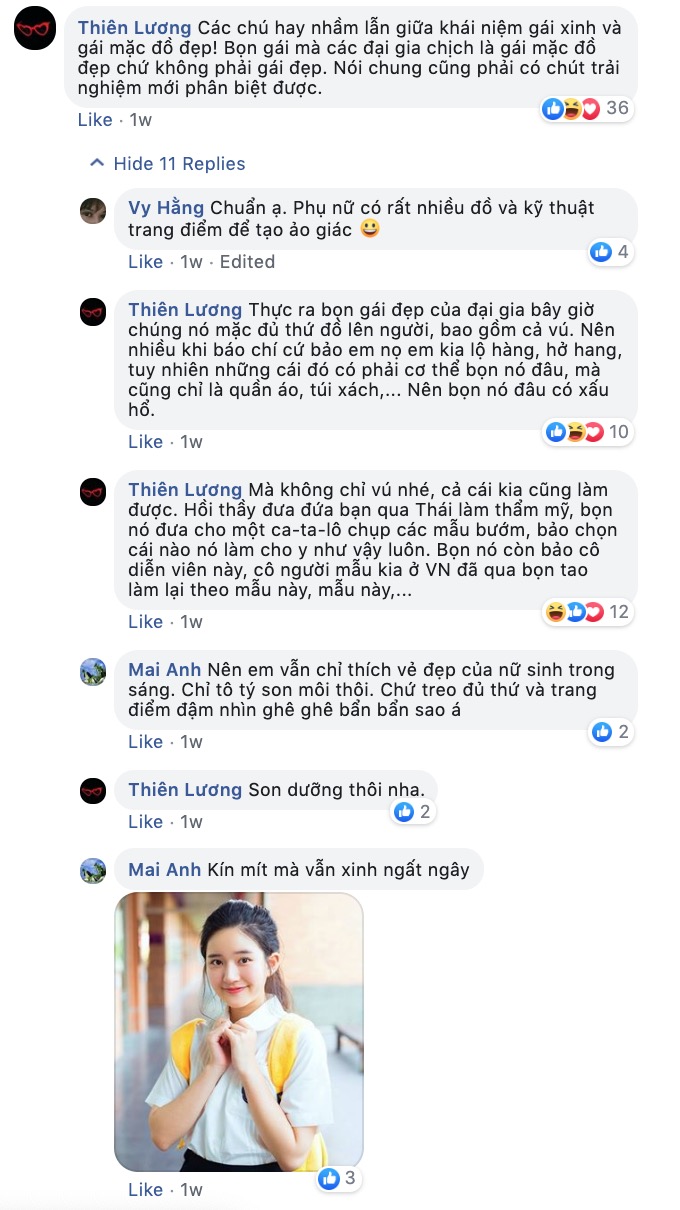 Thiên Lương Các chú hay nhầm lẫn giữa khái niệm gái xinh và
gái mặc đồ đẹp! Bọn gái mà các đại gia chịch là gái mặc đồ
đẹp chứ không phải gái đẹp. Nói chung cũng phải có chút trải
nghiệm mới phân biệt được.
36
Like · 1w
Hide 11 Replies
Vy Hằng Chuẩn ạ. Phụ nữ có rất nhiều đồ và kỹ thuật
trang điểm để tạo ảo giác 😃
4
Like · 1w · Edited
Thiên Lương Thực ra bọn gái đẹp của đại gia bây giờ
chúng nó mặc đủ thứ đồ lên người, bao gồm cả vú. Nên
nhiều khi báo chí cứ bảo em nọ em kia lộ hàng, hở hang,
tuy nhiên những cái đó có phải cơ thể bọn nó đâu, mà
cũng chỉ là quần áo, túi xách,... Nên bọn nó đâu có xấu
hổ.
10
Like · 1w
Thiên Lương Mà không chỉ vú nhé, cả cái kia cũng làm
được. Hồi thầy đưa đứa bạn qua Thái làm thẩm mỹ, bọn
nó đưa cho một ca-ta-lô chụp các mẫu bướm, bảo chọn
cái nào nó làm cho y như vậy luôn. Bọn nó còn bảo cô
diễn viên này, cô người mẫu kia ở VN đã qua bọn tao
làm lại theo mẫu này, mẫu này,...
12
Like · 1w
Mai Anh Nên em vẫn chỉ thích vẻ đẹp của nữ sinh trong
sáng. Chỉ tô tý son môi thôi. Chứ treo đủ thứ và trang
điểm đậm nhìn ghê ghê bẩn bẩn sao á
2
Like · 1w
Thiên Lương Son dưỡng thôi nha.
2
Like · 1w
Mai Anh Kín mít mà vẫn xinh ngất ngây
3
Like · 1w